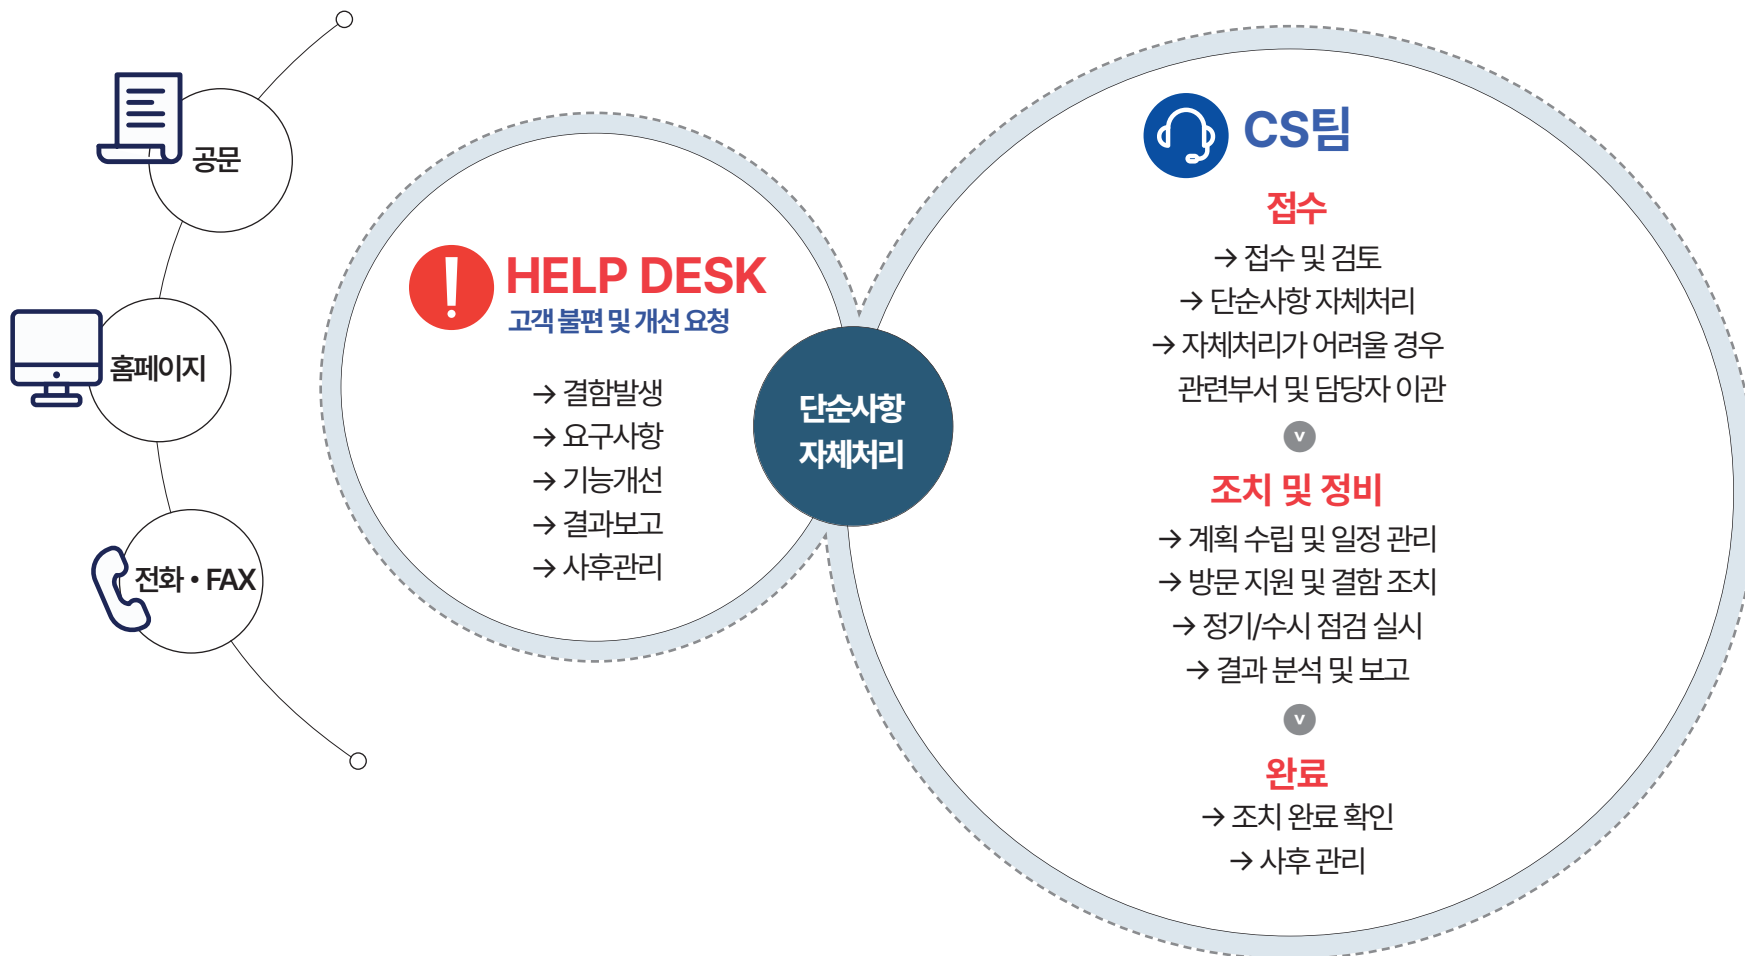 공문
홈페이지
전화 • FAX
HELP DESK
고객 불편 및 개선 요청
→ 결함발생
→ 요구사항
→ 기능개선
→ 결과보고
→ 사후관리
단순사항
자체처리
CS팀
접수
→ 접수 및 검토
→ 단순사항 자체처리
→ 자체처리가 어려울 경우
관련부서 및 담당자 이관
v
조치 및 정비
→ 계획 수립 및 일정 관리
→ 방문 지원 및 결함 조치
→ 정기/수시 점검 실시
→ 결과 분석 및 보고
v
완료
→ 조치 완료 확인
→ 사후 관리